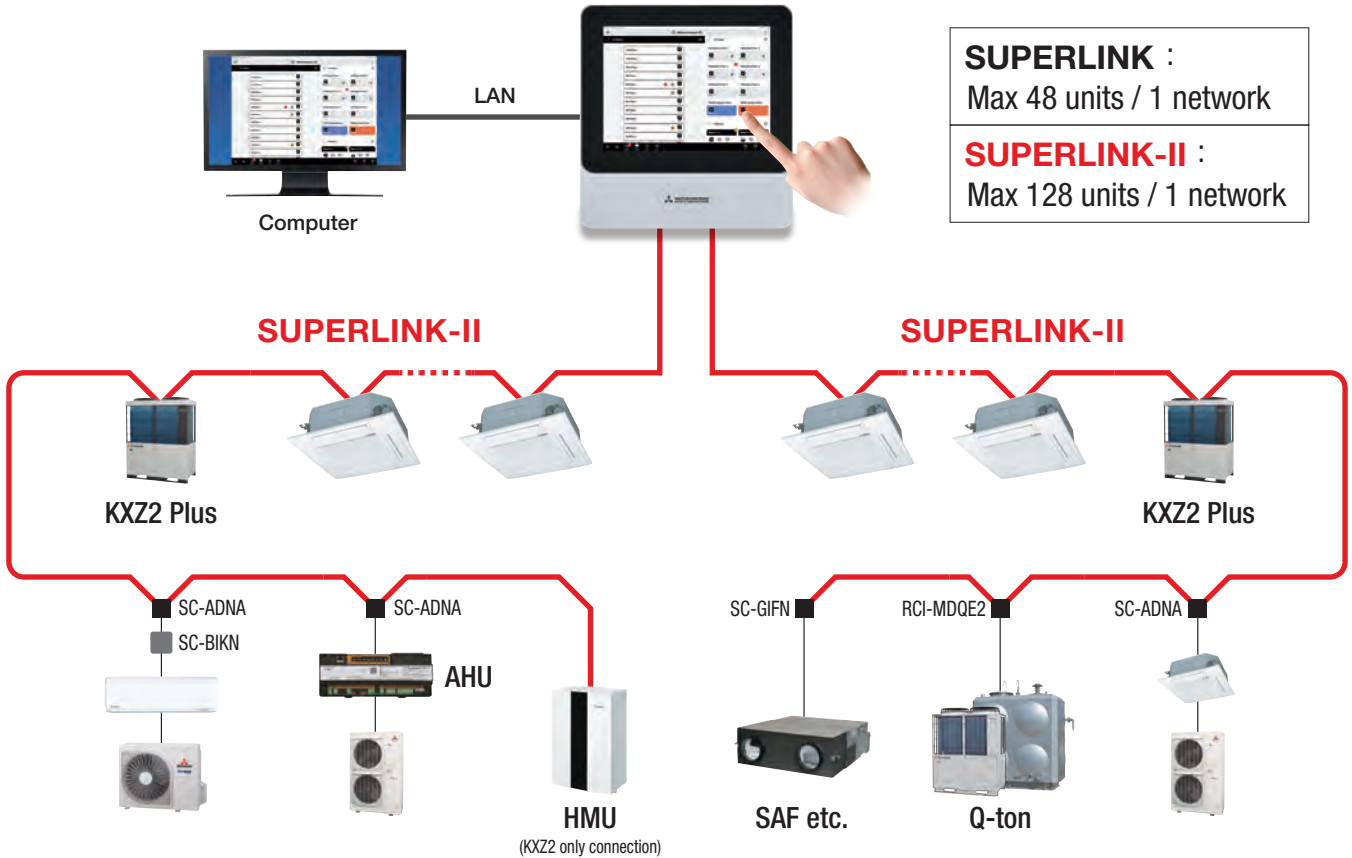 SUPERLINK :
Max 48 units / 1 network
SUPERLINK-II :
Max 128 units / 1 network
LAN
Computer
SUPERLINK-II
SUPERLINK-II
KXZ2 Plus
KXZ2 Plus
SC-ADNA
SC-BIKN
SC-ADNA
AHU
SC-GIFN
RCI-MDQE2
SC-ADNA
HMU
(KXZ2 only connection)
SAF etc.
Q-ton